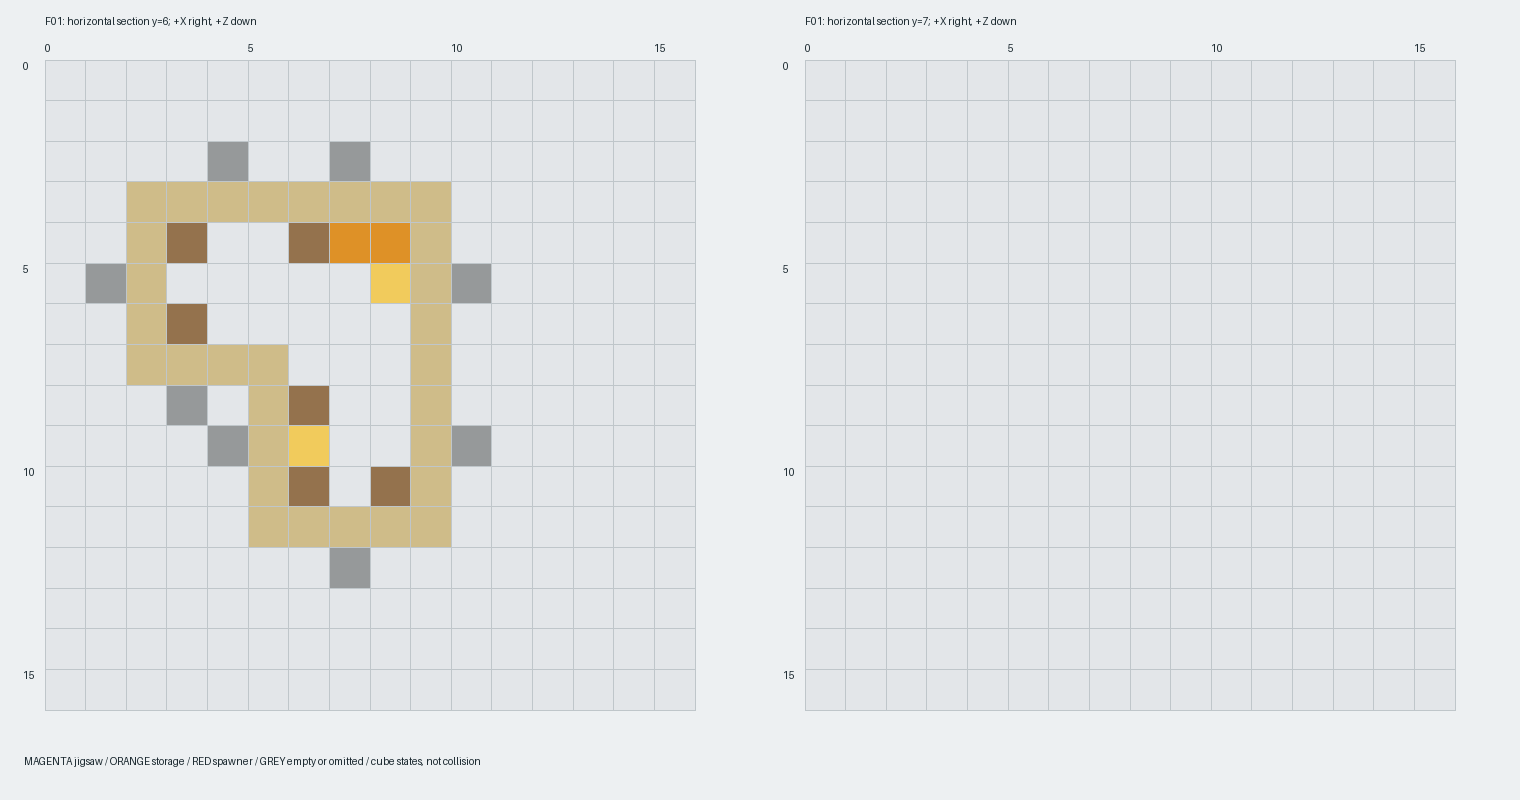 F01: horizontal section y=6; +X right, +Z down
F01: horizontal section y=7; +X right, +Z down
0 5 10 15
0 5 10 15
0 0
5 5
10 10
15 15
MAGENTA jigsaw / ORANGE storage / RED spawner / GREY empty or omitted / cube states, not collision